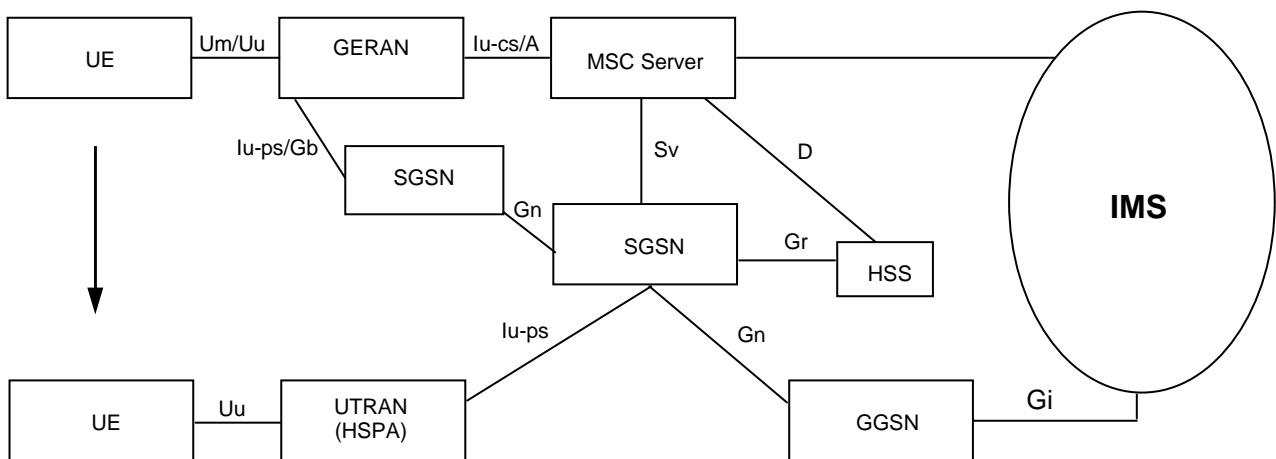 UE
Um/Uu
GERAN
Iu-cs/A
MSC Server
Iu-ps/Gb
SGSN
Gn
Sv
D
IMS
SGSN
Gr
HSS
Iu-ps
Gn
UE
Uu
UTRAN
(HSPA)
GGSN
Gi